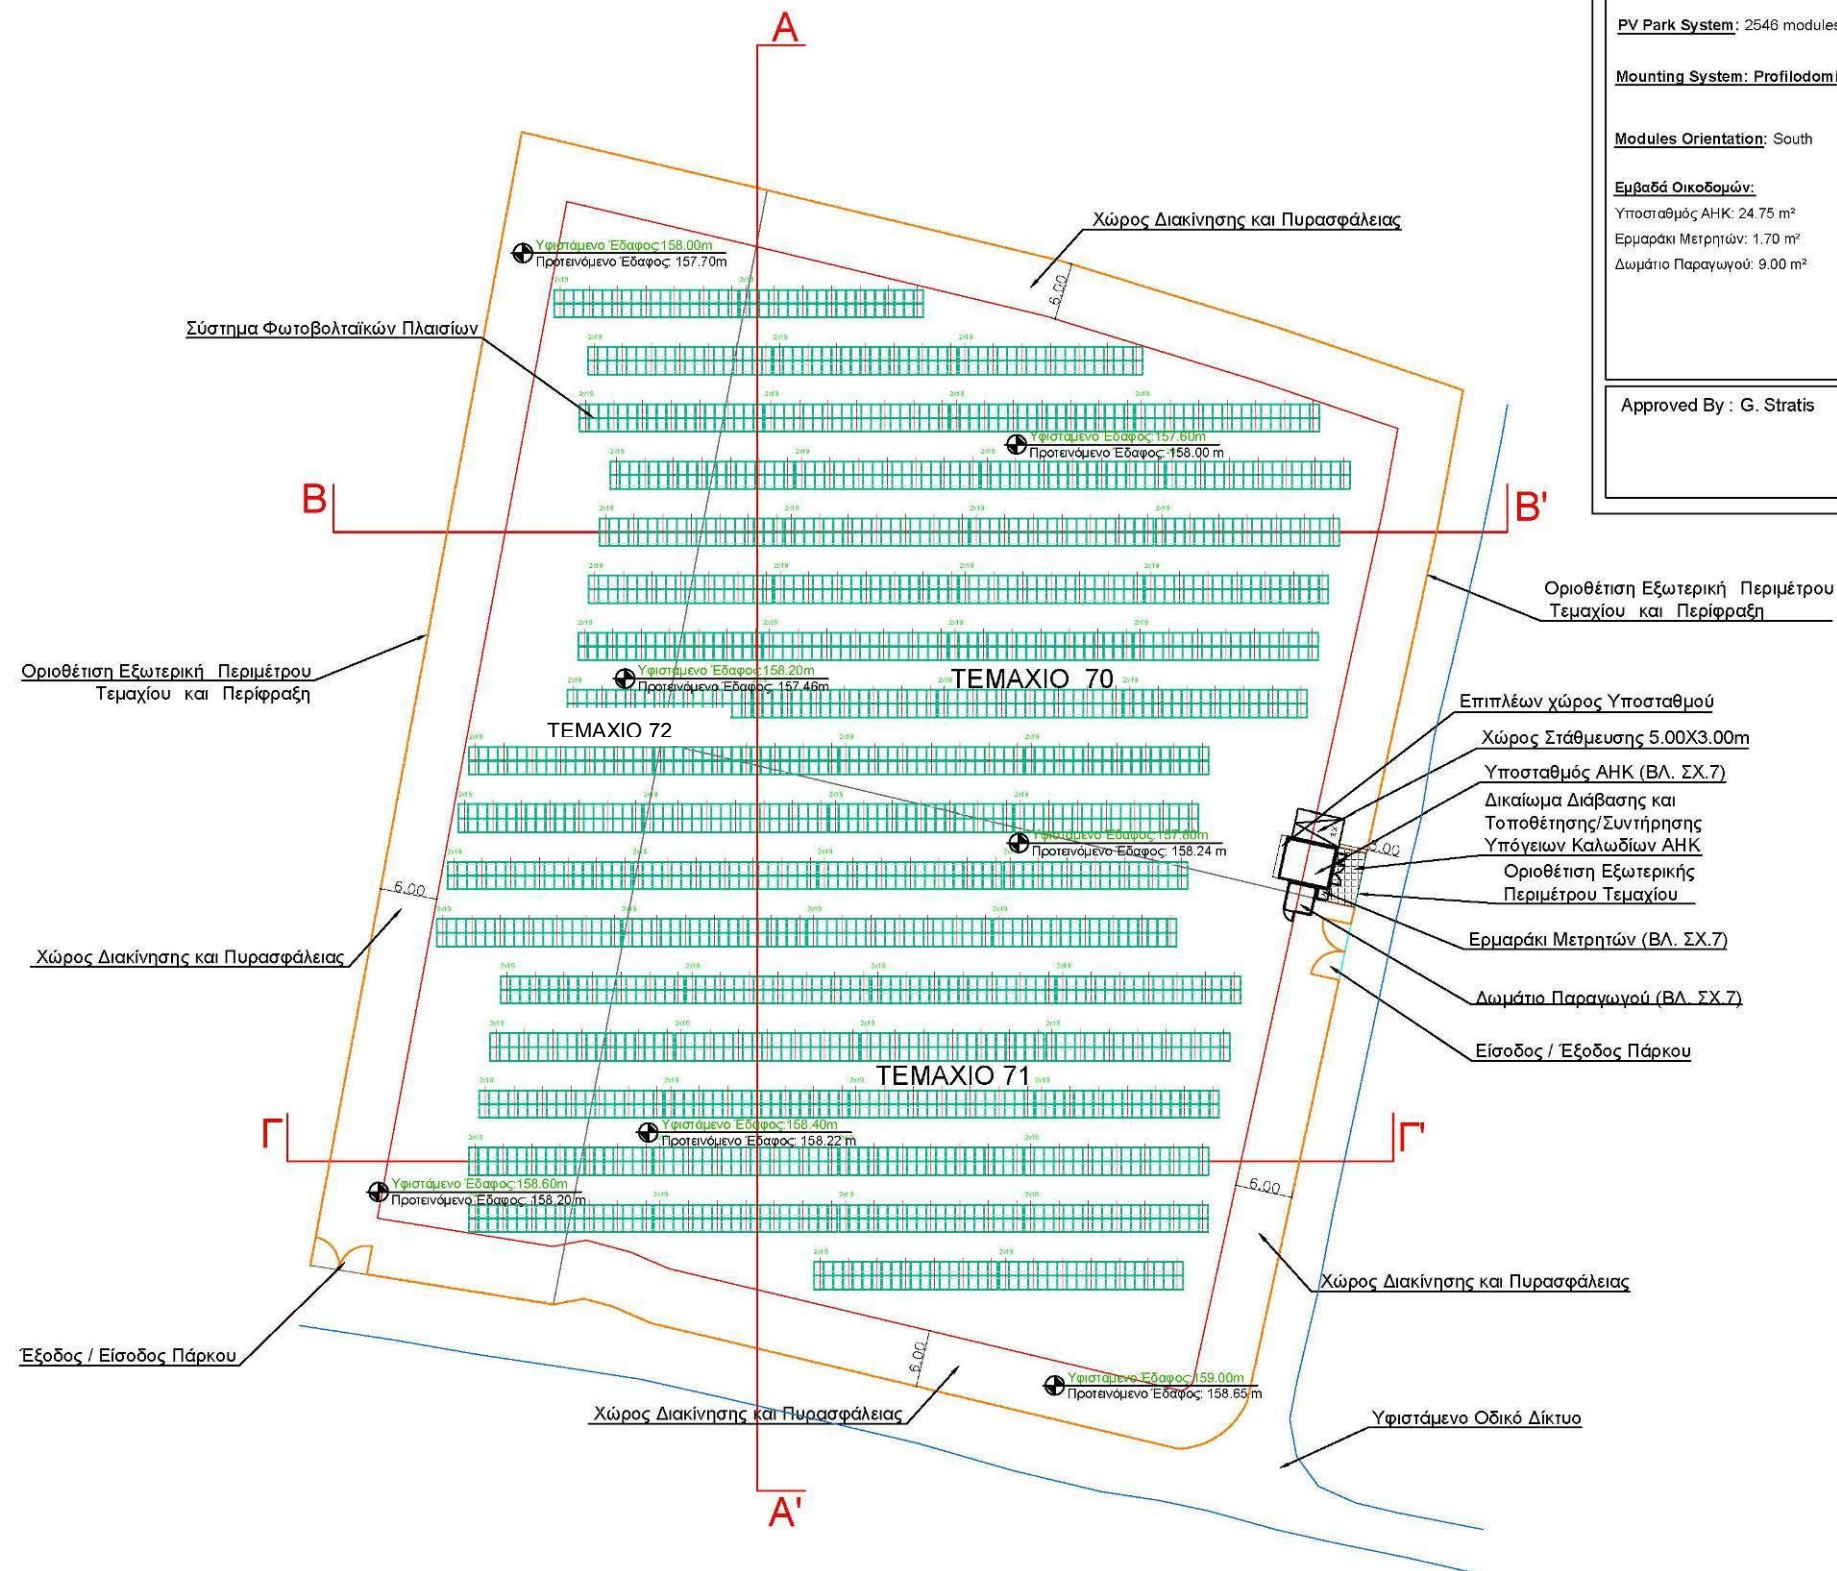 PV Park System: 2546 modules
Mounting System: Profilodomi
Modules Orientation: South
Εμβαδά Οικοδομών:
Υποσταθμός ΑΗΚ: 24.75 m²
Ερμαράκι Μετρητών: 1.70 m²
Δωμάτιο Παραγωγού: 9.00 m²
Approved By : G. Stratis
A
Χώρος Διακίνησης και Πυρασφάλειας
6.00
Υφιστάμενο Έδαφος:158.00m
Προτεινόμενο Έδαφος: 157.70m
Σύστημα Φωτοβολταϊκών Πλαισίων
Υφιστάμενο Έδαφος:157.60m
Προτεινόμενο Έδαφος: 158.00 m
B
B'
Οριοθέτιση Εξωτερική Περιμέτρου
Τεμαχίου και Περίφραξη
Οριοθέτιση Εξωτερική Περιμέτρου
Τεμαχίου και Περίφραξη
Υφιστάμενο Έδαφος:158.20m
Προτεινόμενο Έδαφος: 157.46m
ΤΕΜΑΧΙΟ 70
ΤΕΜΑΧΙΟ 72
Επιπλέων χώρος Υποσταθμού
Χώρος Στάθμευσης 5.00X3.00m
Υποσταθμός ΑΗΚ (ΒΛ. ΣΧ.7)
Δικαίωμα Διάβασης και
Τοποθέτησης/Συντήρησης
Υπόγειων Καλωδίων ΑΗΚ
Οριοθέτιση Εξωτερικής
Περιμέτρου Τεμαχίου
Υφιστάμενο Έδαφος:157.80m
Προτεινόμενο Έδαφος: 158.24 m
6.00
Χώρος Διακίνησης και Πυρασφάλειας
Ερμαράκι Μετρητών (ΒΛ. ΣΧ.7)
Δωμάτιο Παραγωγού (ΒΛ. ΣΧ.7)
Είσοδος / Έξοδος Πάρκου
ΤΕΜΑΧΙΟ 71
Γ
Γ'
Υφιστάμενο Έδαφος:158.40m
Προτεινόμενο Έδαφος: 158.22 m
Υφιστάμενο Έδαφος:158.60m
Προτεινόμενο Έδαφος: 158.20 m
6.00
Χώρος Διακίνησης και Πυρασφάλειας
Έξοδος / Είσοδος Πάρκου
6.00
Υφιστάμενο Έδαφος:159.00m
Προτεινόμενο Έδαφος: 158.65 m
Χώρος Διακίνησης και Πυρασφάλειας
Υφιστάμενο Οδικό Δίκτυο
A'